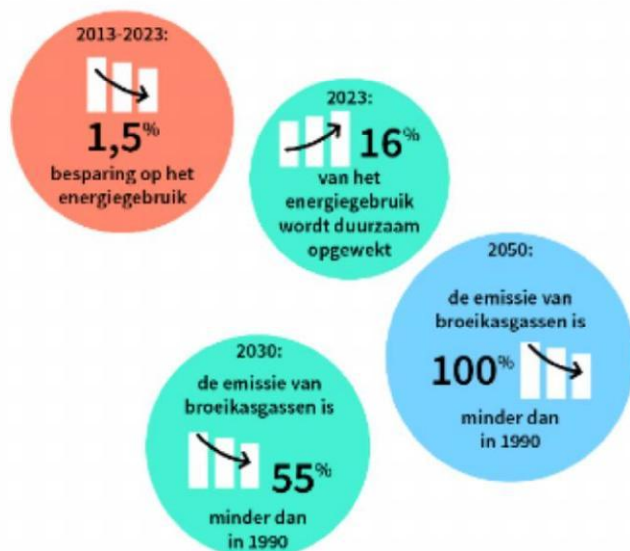 2013-2023:
1,5%
besparing op het
energiegebruik
2023:
16%
van het
energiegebruik
wordt duurzaam
opgewekt
2050:
de emissie van
broeikasgassen is
100%
minder dan
in 1990
2030:
de emissie van
broeikasgassen is
55%
minder dan
in 1990